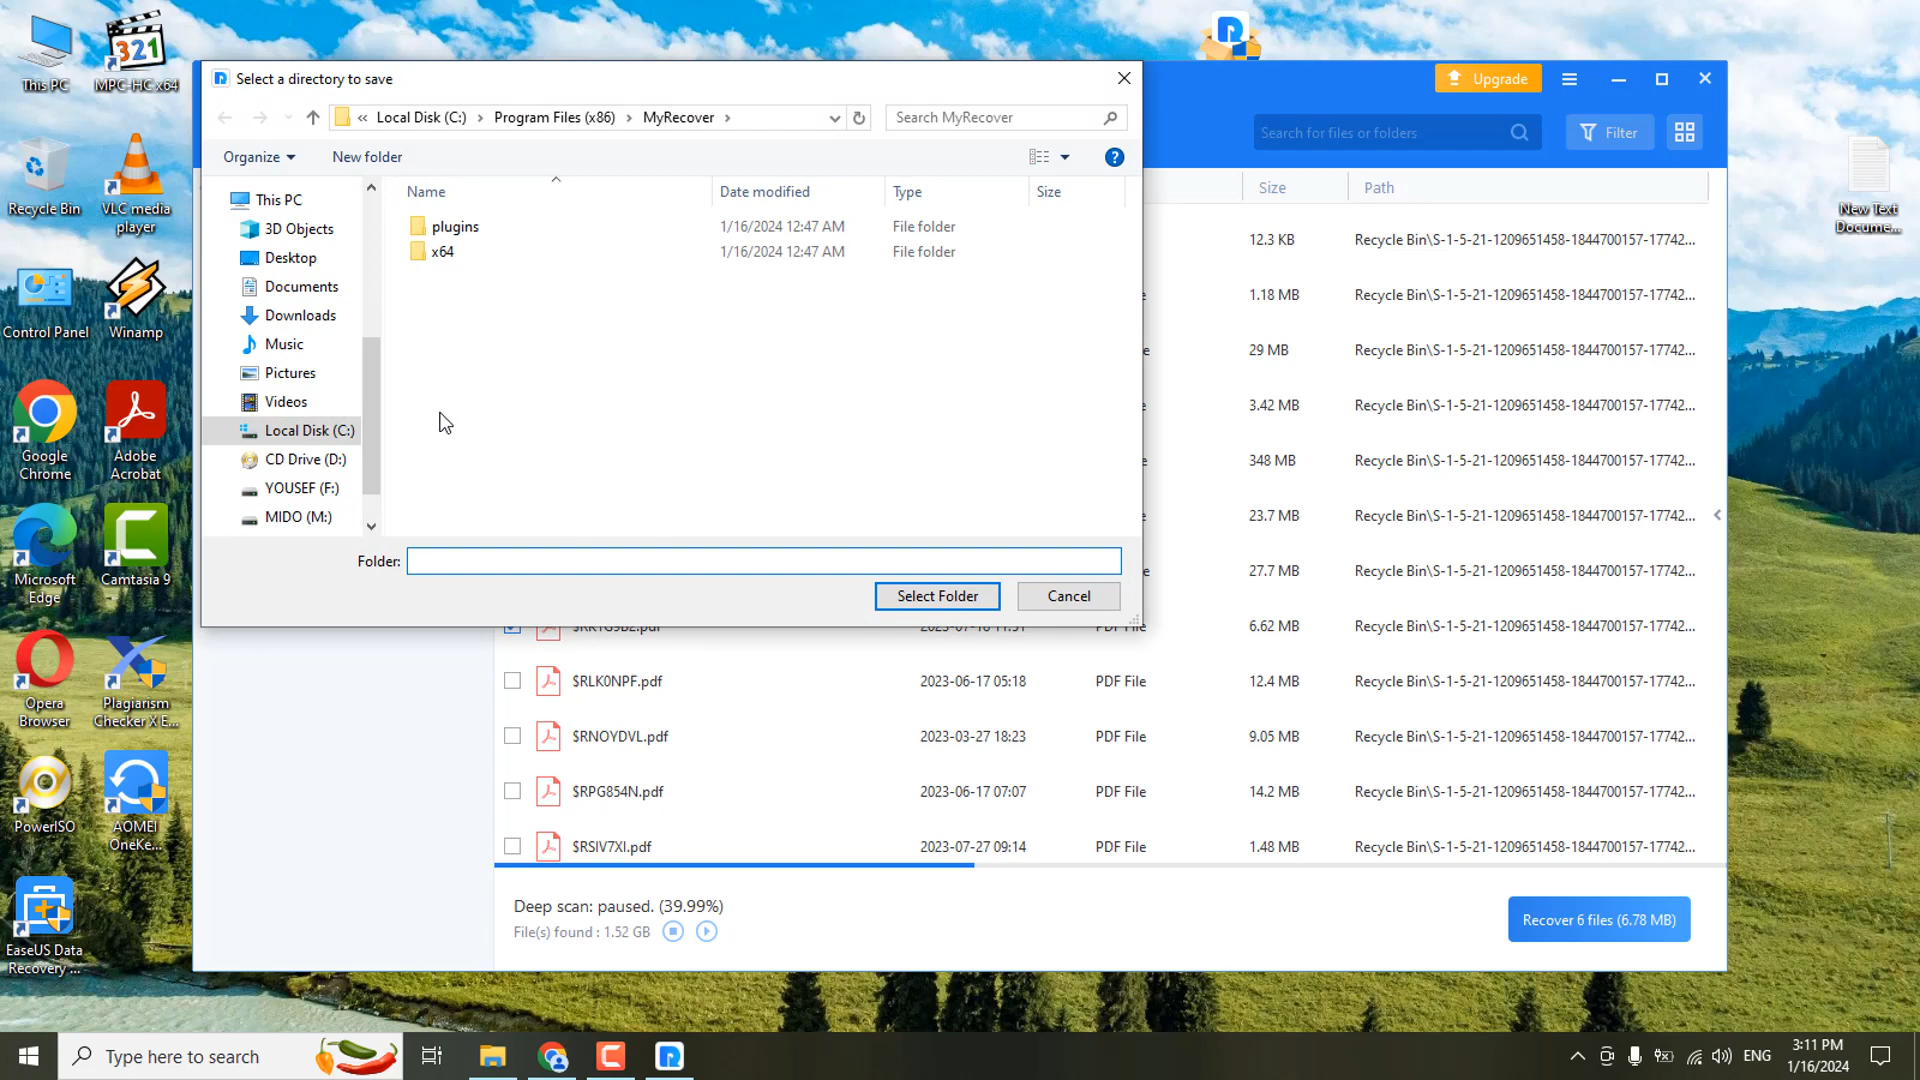 This PC
MPC-HC x64
Recycle Bin
VLC media
player
Control Panel
Winamp
Google
Chrome
Adobe
Acrobat
Microsoft
Edge
Camtasia 9
Opera
Browser
Plagiarism
Checker X E...
PowerISO
AOMEI
OneKe...
EaseUS Data
Recovery ...
New Text
Docume...
Select a directory to save
« Local Disk (C:) › Program Files (x86) › MyRecover ›
Search MyRecover
Organize
New folder
This PC
3D Objects
Desktop
Documents
Downloads
Music
Pictures
Videos
Local Disk (C:)
CD Drive (D:)
YOUSEF (F:)
MIDO (M:)
Name Date modified Type Size
plugins 1/16/2024 12:47 AM File folder
x64 1/16/2024 12:47 AM File folder
Folder:
Select Folder
Cancel
Upgrade
Search for files or folders
Filter
Size Path
12.3 KB Recycle Bin\S-1-5-21-1209651458-1844700157-17742...
1.18 MB Recycle Bin\S-1-5-21-1209651458-1844700157-17742...
29 MB Recycle Bin\S-1-5-21-1209651458-1844700157-17742...
3.42 MB Recycle Bin\S-1-5-21-1209651458-1844700157-17742...
348 MB Recycle Bin\S-1-5-21-1209651458-1844700157-17742...
23.7 MB Recycle Bin\S-1-5-21-1209651458-1844700157-17742...
27.7 MB Recycle Bin\S-1-5-21-1209651458-1844700157-17742...
6.62 MB Recycle Bin\S-1-5-21-1209651458-1844700157-17742...
$RLK0NPF.pdf 2023-06-17 05:18 PDF File 12.4 MB Recycle Bin\S-1-5-21-1209651458-1844700157-17742...
$RNOYDVL.pdf 2023-03-27 18:23 PDF File 9.05 MB Recycle Bin\S-1-5-21-1209651458-1844700157-17742...
$RPG854N.pdf 2023-06-17 07:07 PDF File 14.2 MB Recycle Bin\S-1-5-21-1209651458-1844700157-17742...
$RSIV7XI.pdf 2023-07-27 09:14 PDF File 1.48 MB Recycle Bin\S-1-5-21-1209651458-1844700157-17742...
Deep scan: paused. (39.99%)
File(s) found : 1.52 GB
Recover 6 files (6.78 MB)
Type here to search
ENG
3:11 PM
1/16/2024